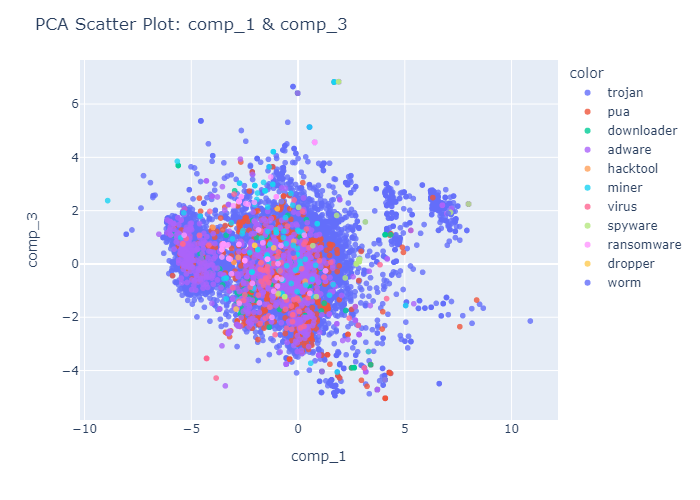 PCA Scatter Plot: comp_1 & comp_3
color
trojan
pua
downloader
adware
hacktool
miner
virus
spyware
ransomware
dropper
worm
6
4
2
0
−2
−4
comp_3
−10
−5
0
5
10
comp_1